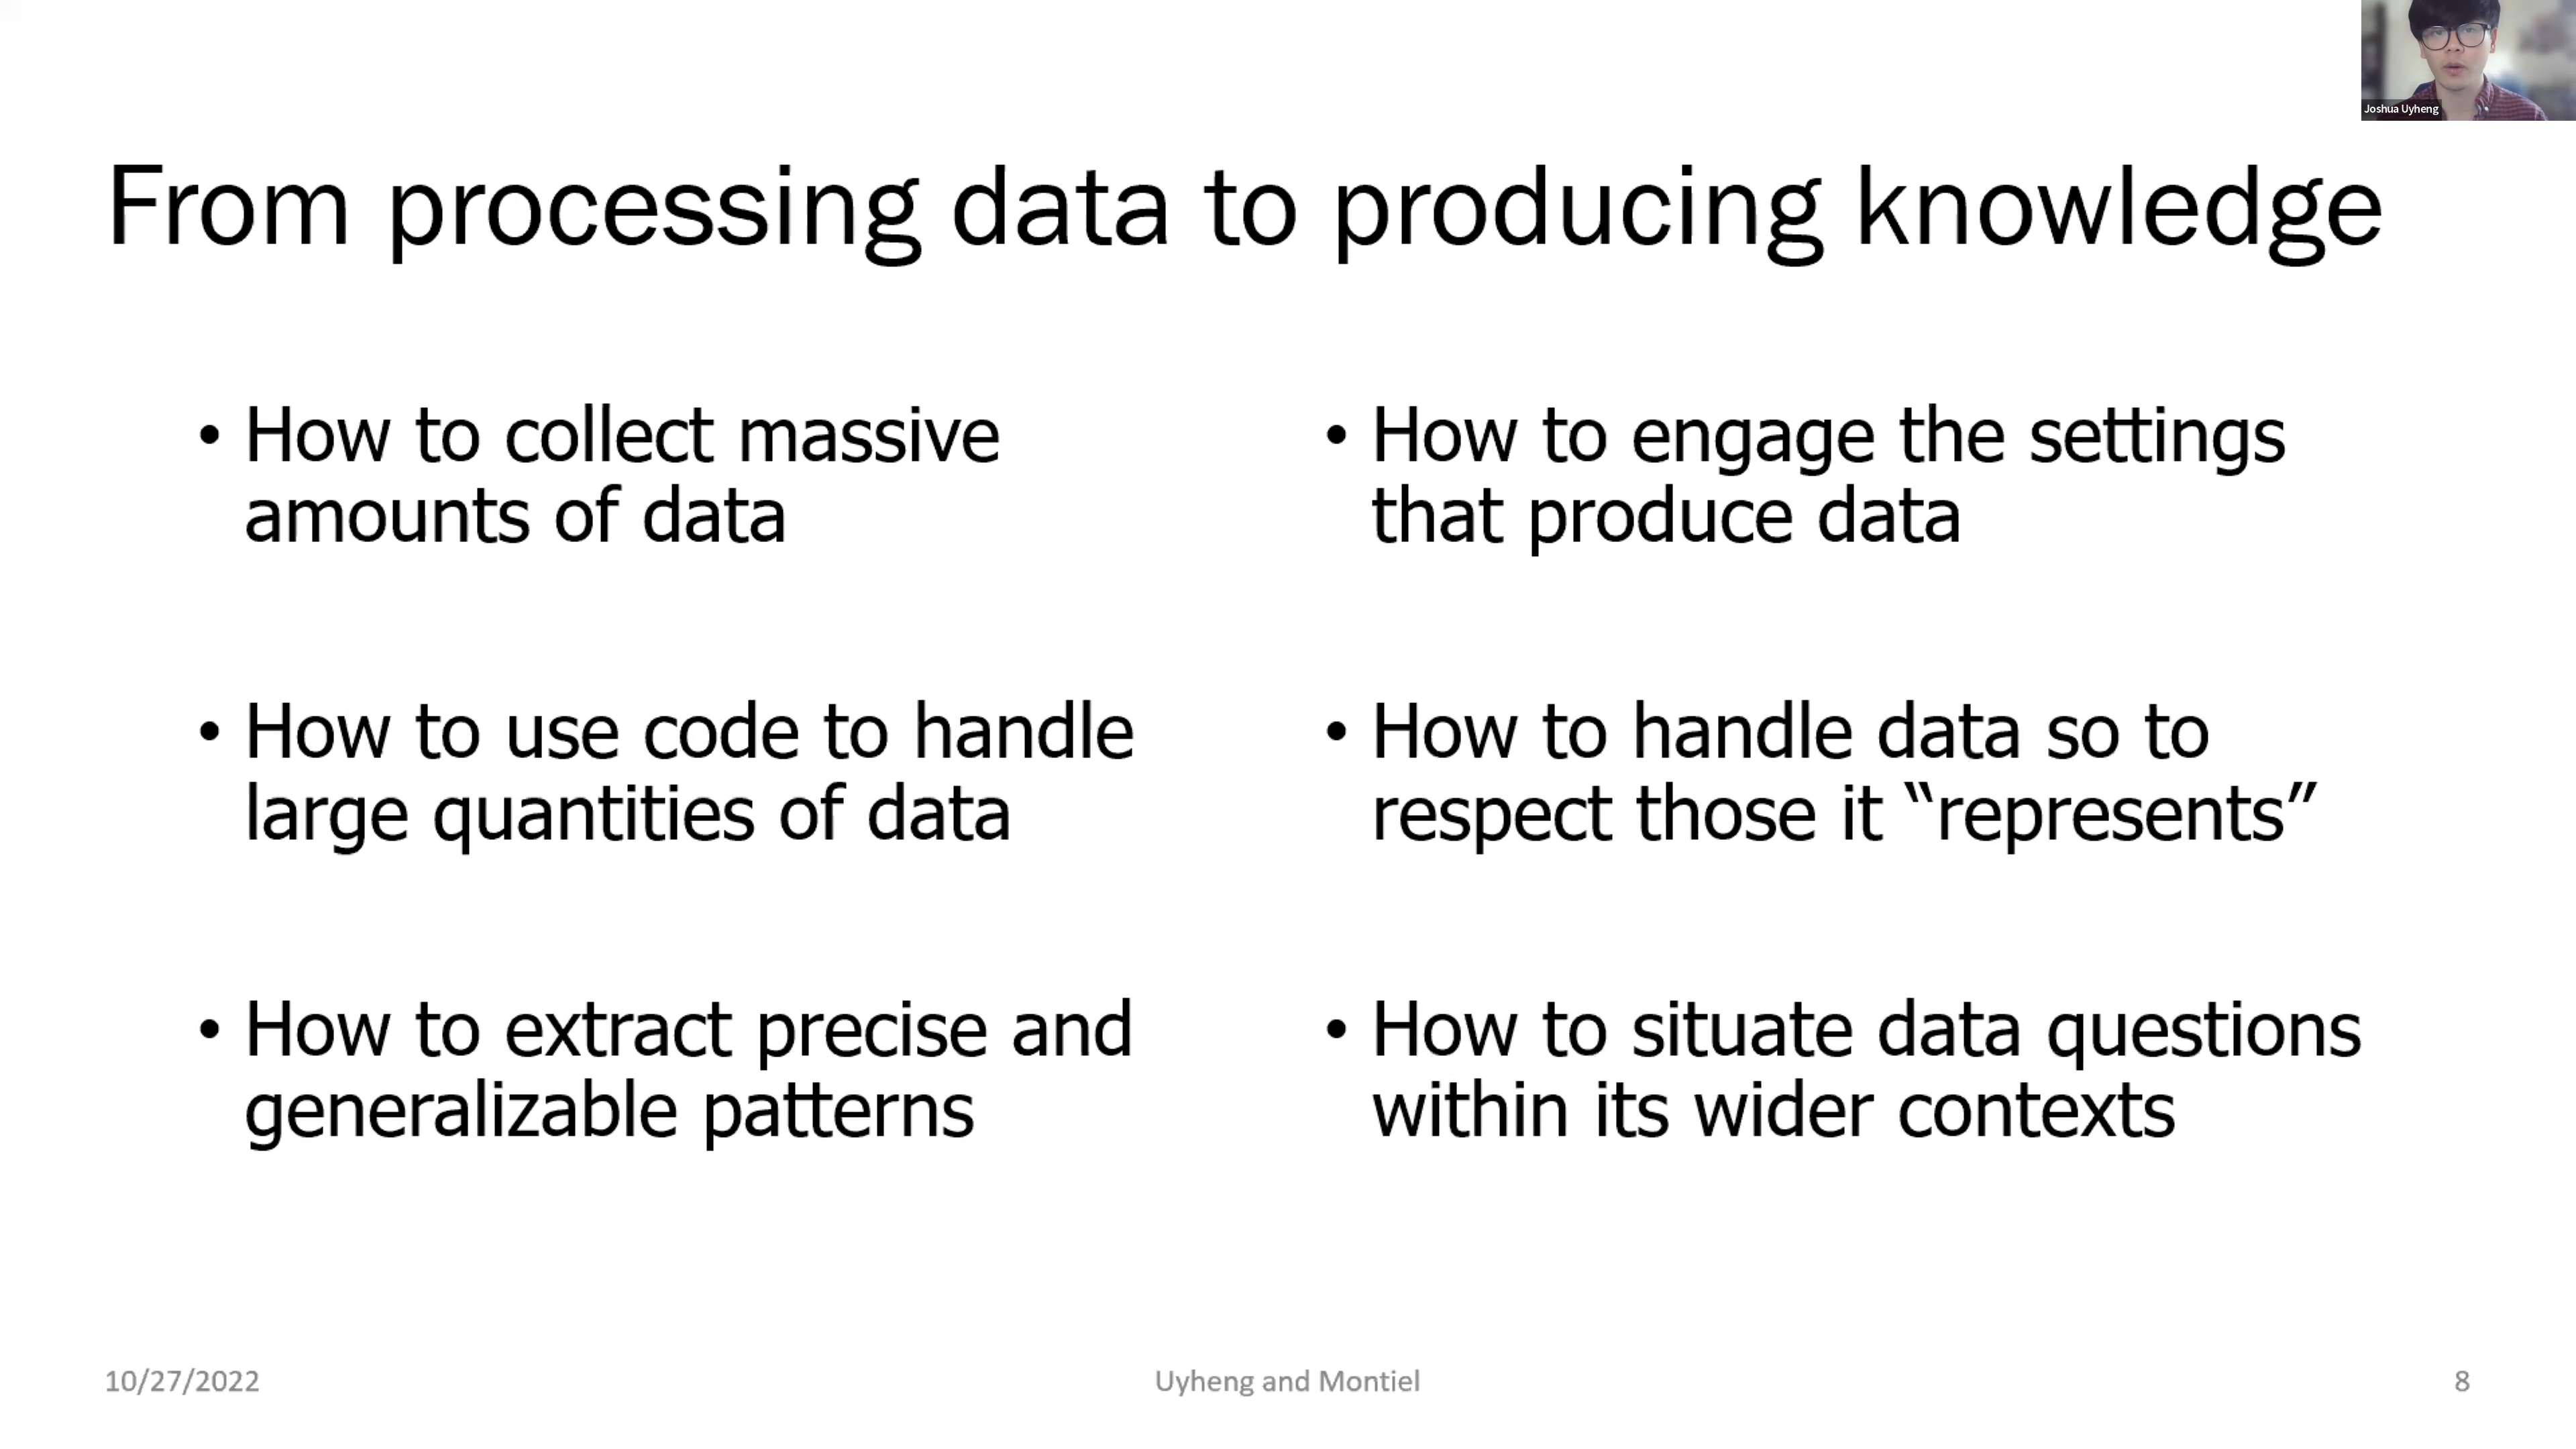 Joshua Uyheng
From processing data to producing knowledge
• How to collect massive
amounts of data
• How to use code to handle
large quantities of data
• How to extract precise and
generalizable patterns
• How to engage the settings
that produce data
• How to handle data so to
respect those it “represents”
• How to situate data questions
within its wider contexts
10/27/2022
Uyheng and Montiel
8